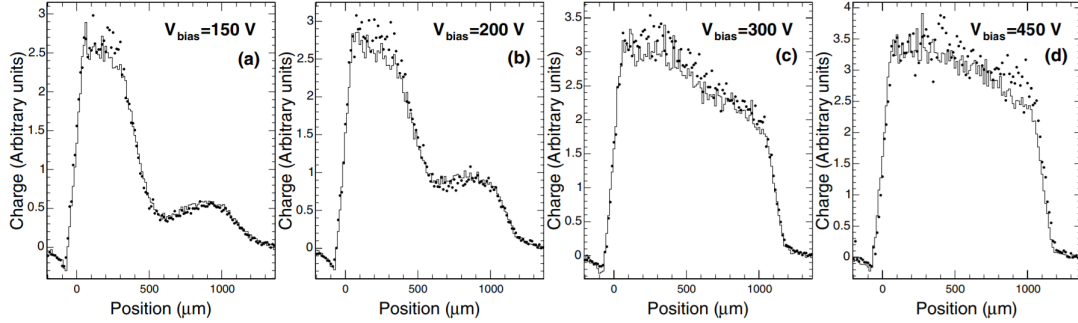 V_bias=150 V
(a)
Charge (Arbitrary units)
3
2.5
2
1.5
1
0.5
0
0 500 1000
Position (μm)
V_bias=200 V
(b)
Charge (Arbitrary units)
3
2.5
2
1.5
1
0.5
0
0 500 1000
Position (μm)
V_bias=300 V
(c)
Charge (Arbitrary units)
3
2.5
2
1.5
1
0.5
0
0 500 1000
Position (μm)
V_bias=450 V
(d)
Charge (Arbitrary units)
4
3.5
3
2.5
2
1.5
1
0.5
0
0 500 1000
Position (μm)